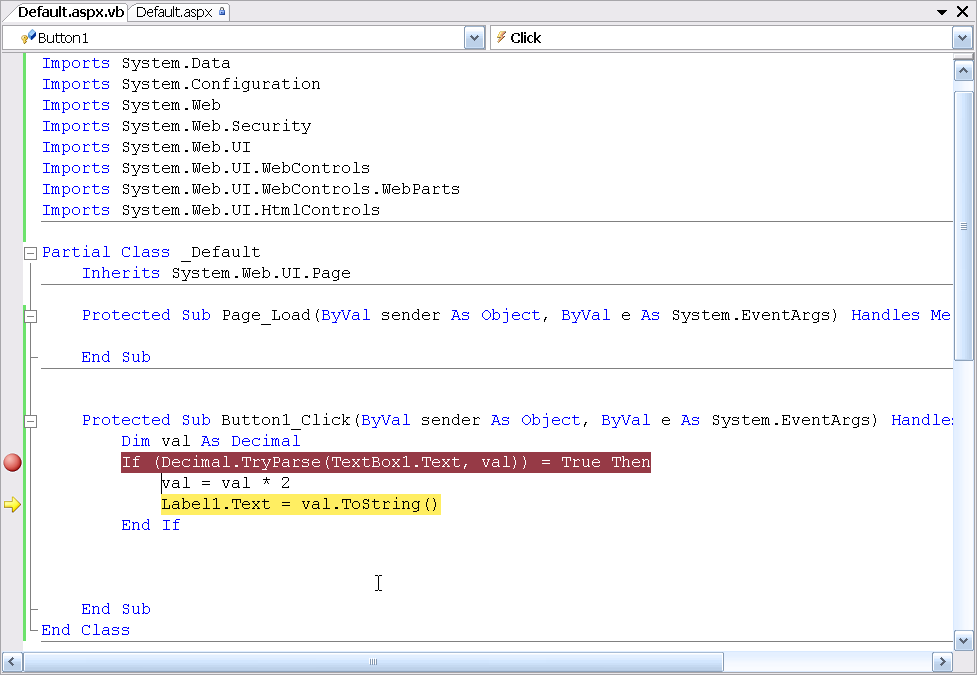 Default.aspx.vb Default.aspx
Button1 Click
Imports System.Data
Imports System.Configuration
Imports System.Web
Imports System.Web.Security
Imports System.Web.UI
Imports System.Web.UI.WebControls
Imports System.Web.UI.WebControls.WebParts
Imports System.Web.UI.HtmlControls
Partial Class _Default
Inherits System.Web.UI.Page
Protected Sub Page_Load(ByVal sender As Object, ByVal e As System.EventArgs) Handles Me
End Sub
Protected Sub Button1_Click(ByVal sender As Object, ByVal e As System.EventArgs) Handles
Dim val As Decimal
If (Decimal.TryParse(TextBox1.Text, val)) = True Then
val = val * 2
Label1.Text = val.ToString()
End If
End Sub
End Class